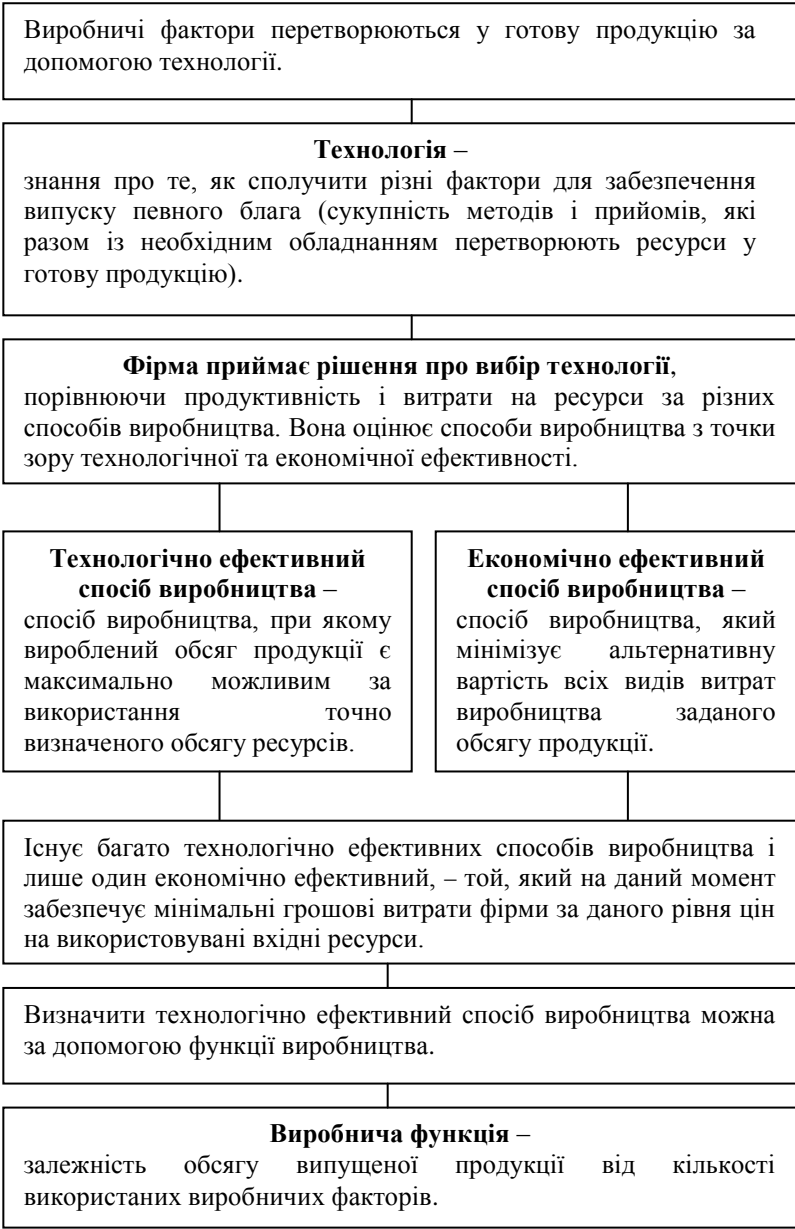 Виробничі фактори перетворюються у готову продукцію за
допомогою технології.
Технологія –
знання про те, як сполучити різні фактори для забезпечення
випуску певного блага (сукупність методів і прийомів, які
разом із необхідним обладнанням перетворюють ресурси у
готову продукцію).
Фірма приймає рішення про вибір технології,
порівнюючи продуктивність і витрати на ресурси за різних
способів виробництва. Вона оцінює способи виробництва з точки
зору технологічної та економічної ефективності.
Технологічно ефективний
спосіб виробництва –
спосіб виробництва, при якому
вироблений обсяг продукції є
максимально можливим за
використання точно
визначеного обсягу ресурсів.
Економічно ефективний
спосіб виробництва –
спосіб виробництва, який
мінімізує альтернативну
вартість всіх видів витрат
виробництва заданого
обсягу продукції.
Існує багато технологічно ефективних способів виробництва і
лише один економічно ефективний, – той, який на даний момент
забезпечує мінімальні грошові витрати фірми за даного рівня цін
на використовувані вхідні ресурси.
Визначити технологічно ефективний спосіб виробництва можна
за допомогою функції виробництва.
Виробнича функція –
залежність обсягу випущеної продукції від кількості
використаних виробничих факторів.